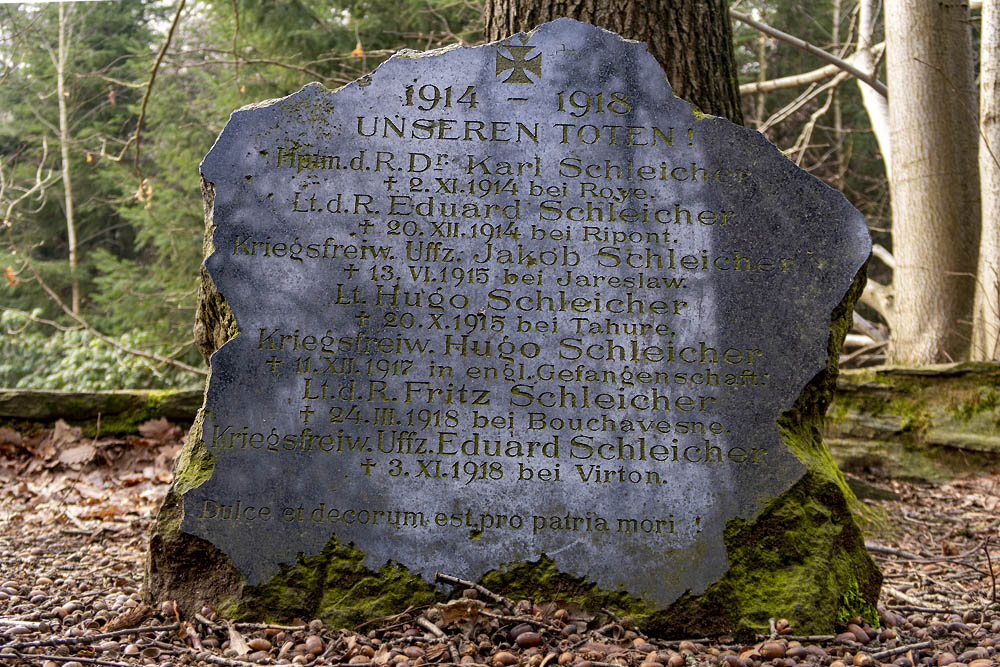 1914 – 1918
UNSEREN TOTEN!
Hptm.d.R.Dr. Karl Schleicher
✝ 2.XI.1914 bei Roye.
Lt.d.R. Eduard Schleicher
✝ 20.XII.1914 bei Ripont.
Kriegsfreiw. Uffz. Jakob Schleicher
✝ 13.VI.1915 bei Jareslaw.
Lt. Hugo Schleicher
✝ 20.X.1915 bei Tahure.
Kriegsfreiw. Hugo Schleicher
✝ 11.XII.1917 in engl. Gefangenschaft.
Lt.d.R. Fritz Schleicher
✝ 24.III.1918 bei Bouchavesne.
Kriegsfreiw. Uffz. Eduard Schleicher
✝ 3.XI.1918 bei Virton.
Dulce et decorum est, pro patria mori !